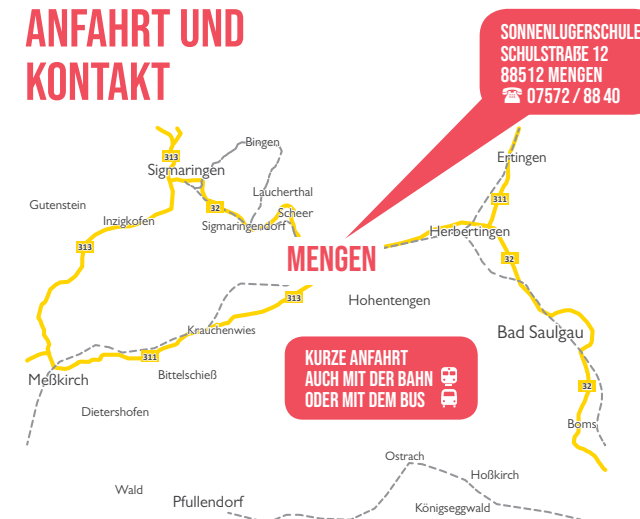 ANFAHRT UND
KONTAKT
SONNENLUGERSCHULE
SCHULSTRAßE 12
88512 MENGEN
☎ 07572 / 88 40
313
Bingen
Sigmaringen
Ertingen
Laucherthal
311
Gutenstein
32
Scheer
Inzigkofen
Sigmaringendorf
Herbertingen
313
MENGEN
32
313
Hohentengen
Krauchenwies
Bad Saulgau
311
KURZE ANFAHRT
AUCH MIT DER BAHN
ODER MIT DEM BUS
Meßkirch
Bittelschieß
32
Dietershofen
Boms
Ostrach
Hoßkirch
Wald
Pfullendorf
Königseggwald